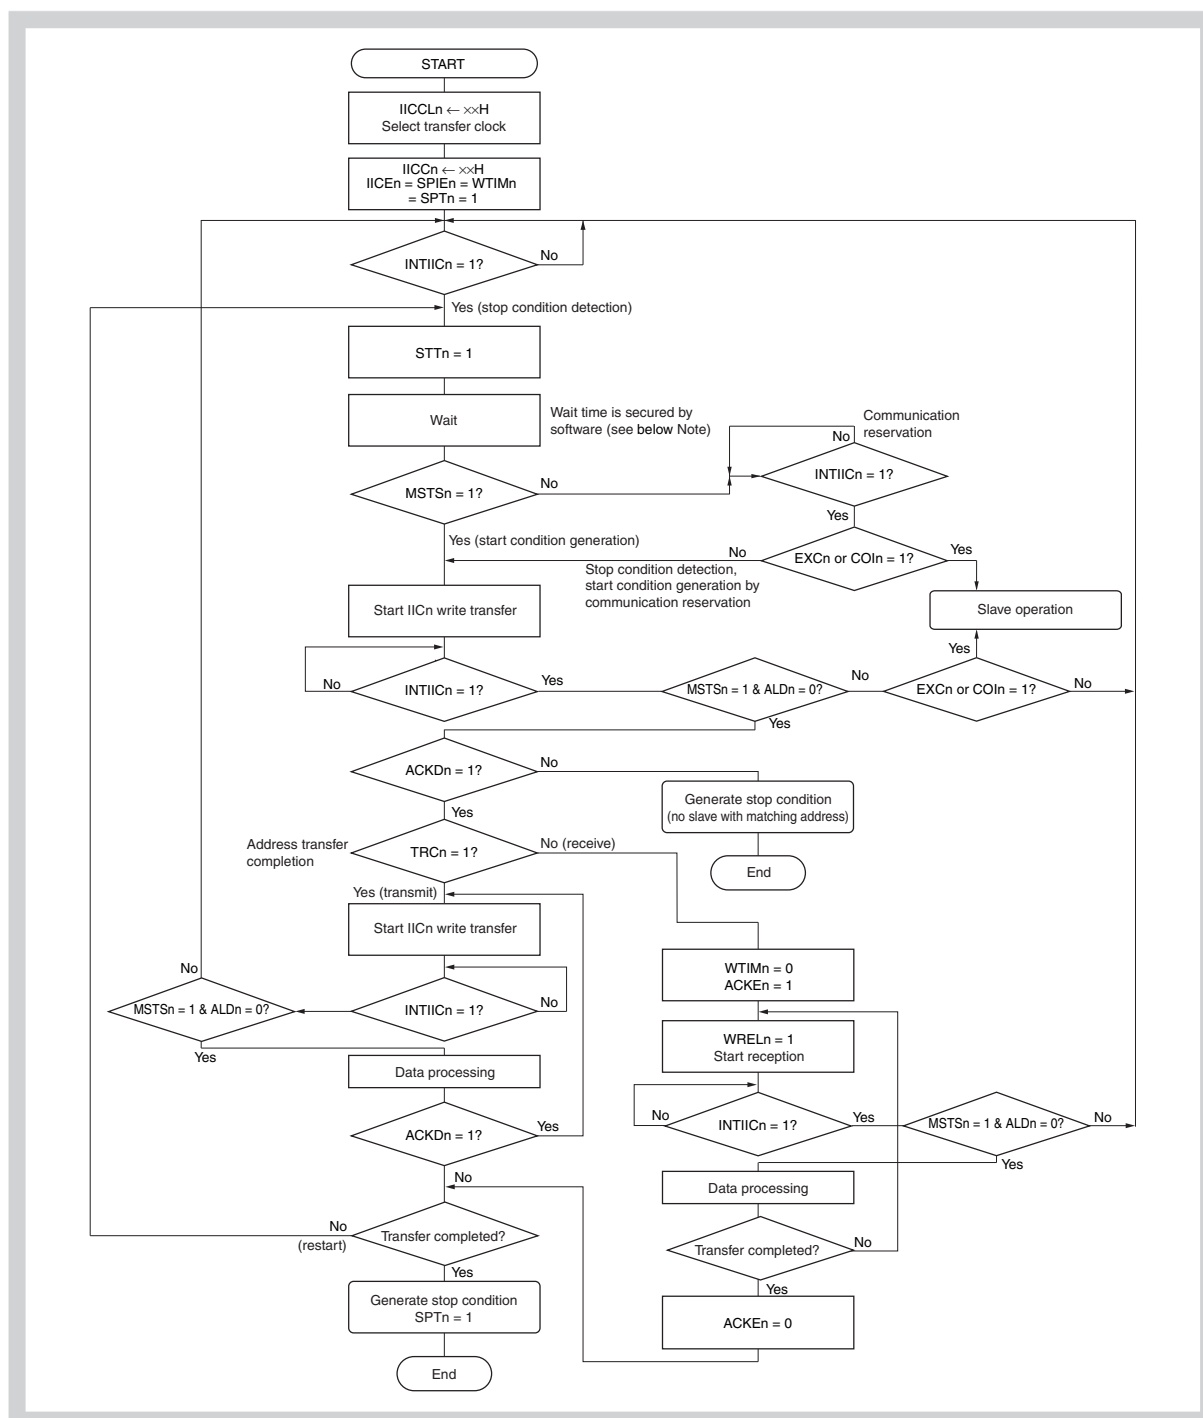 START
IICCLn ← ××H
Select transfer clock
IICCn ← ××H
IICEn = SPIEn = WTIMn
= SPTn = 1
INTIICn = 1?
No
Yes (stop condition detection)
STTn = 1
Wait
Wait time is secured by
software (see below Note)
Communication
reservation
No
INTIICn = 1?
MSTSn = 1?
No
Yes
Yes (start condition generation)
No
EXCn or COIn = 1?
Yes
Stop condition detection,
start condition generation by
communication reservation
Start IICn write transfer
Slave operation
Yes
No
INTIICn = 1?
Yes
MSTSn = 1 & ALDn = 0?
No
EXCn or COIn = 1?
No
Yes
ACKDn = 1?
No
Generate stop condition
(no slave with matching address)
Yes
Address transfer
completion
TRCn = 1?
No (receive)
End
Yes (transmit)
Start IICn write transfer
WTIMn = 0
ACKEn = 1
No
MSTSn = 1 & ALDn = 0?
INTIICn = 1?
No
WRELn = 1
Start reception
Yes
Data processing
No
INTIICn = 1?
Yes
MSTSn = 1 & ALDn = 0?
No
ACKDn = 1?
Yes
Yes
No
Data processing
No
(restart)
Transfer completed?
Transfer completed?
No
Yes
Yes
Generate stop condition
SPTn = 1
ACKEn = 0
End